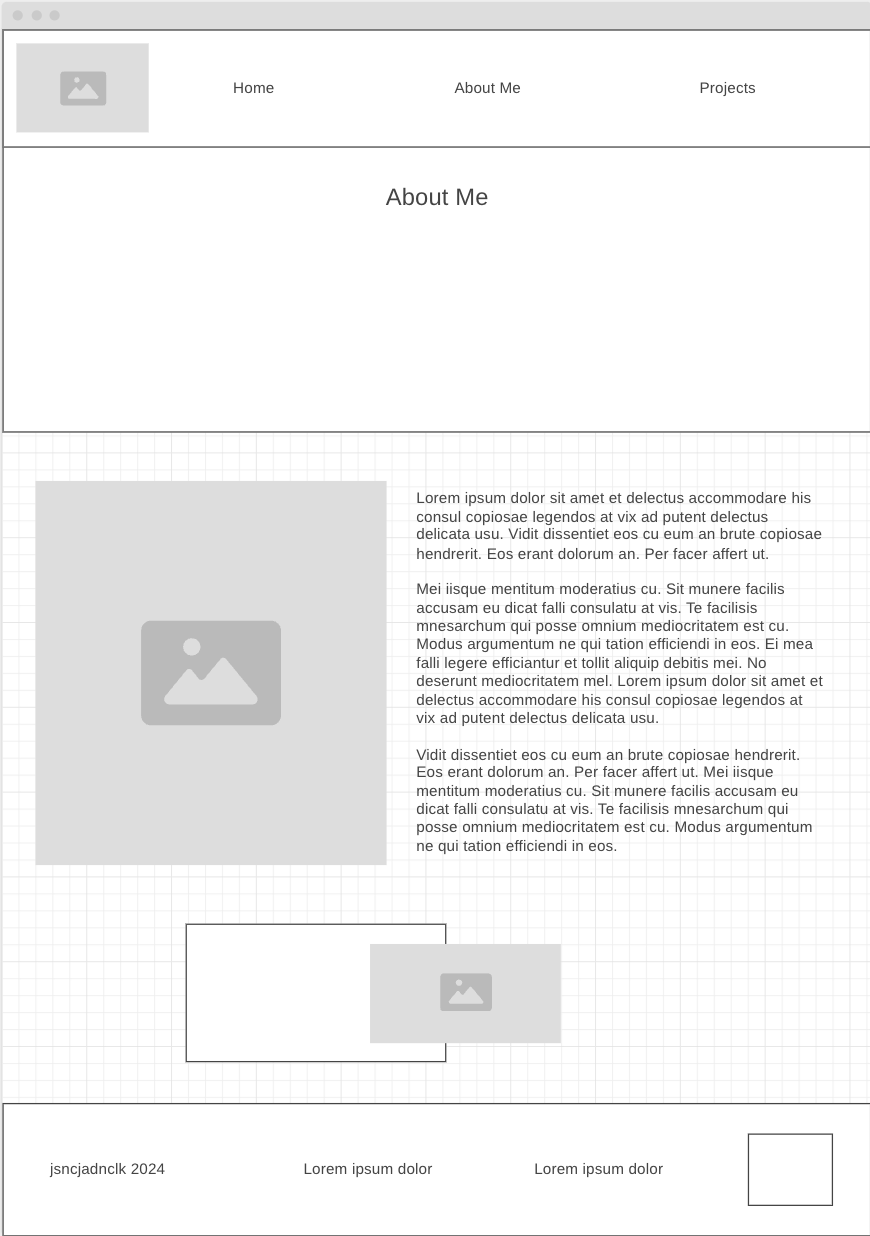 Home
About Me
Projects
About Me
Lorem ipsum dolor sit amet et delectus accommodare his
consul copiosae legendos at vix ad putent delectus
delicata usu. Vidit dissentiet eos cu eum an brute copiosae
hendrerit. Eos erant dolorum an. Per facer affert ut.
Mei iisque mentitum moderatius cu. Sit munere facilis
accusam eu dicat falli consulatu at vis. Te facilisis
mnesarchum qui posse omnium mediocritatem est cu.
Modus argumentum ne qui tation efficiendi in eos. Ei mea
falli legere efficiantur et tollit aliquip debitis mei. No
deserunt mediocritatem mel. Lorem ipsum dolor sit amet et
delectus accommodare his consul copiosae legendos at
vix ad putent delectus delicata usu.
Vidit dissentiet eos cu eum an brute copiosae hendrerit.
Eos erant dolorum an. Per facer affert ut. Mei iisque
mentitum moderatius cu. Sit munere facilis accusam eu
dicat falli consulatu at vis. Te facilisis mnesarchum qui
posse omnium mediocritatem est cu. Modus argumentum
ne qui tation efficiendi in eos.
jsncjadnclk 2024
Lorem ipsum dolor
Lorem ipsum dolor